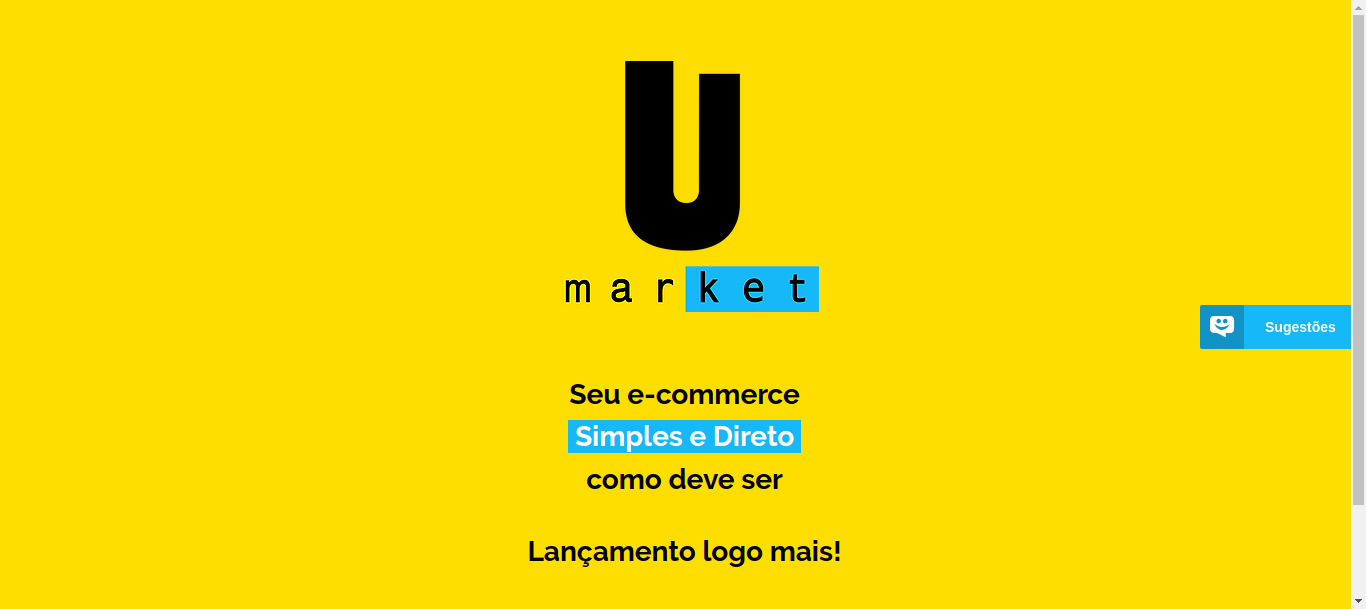 U
market
Sugestões
Seu e-commerce
Simples e Direto
como deve ser
Lançamento logo mais!